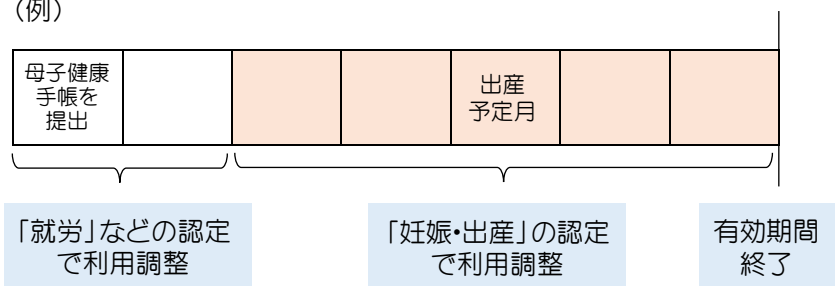 (例)
母子健康
手帳を
提出
出産
予定月
「就労」などの認定
で利用調整
「妊娠・出産」の認定
で利用調整
有効期間
終了